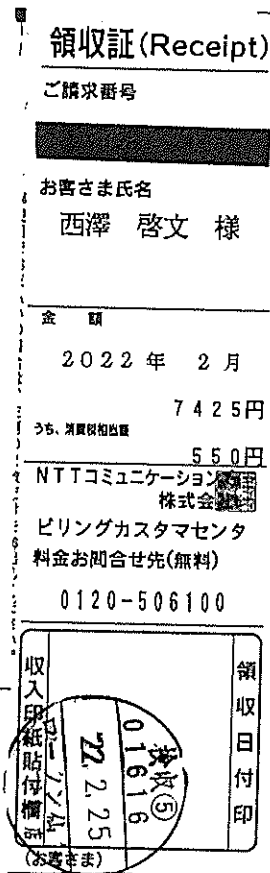 領収証(Receipt)
ご請求番号
お客さま氏名
西澤 啓文 様
金 額
2022年 2月
7425円
うち、消費税相当額
550円
NTTコミュニケーションズ
株式会社
ビリングカスタマセンタ
料金お問合せ先(無料)
0120-506100
領収日付印
収入印紙貼付欄
01616
22.2.25
(お客さま)